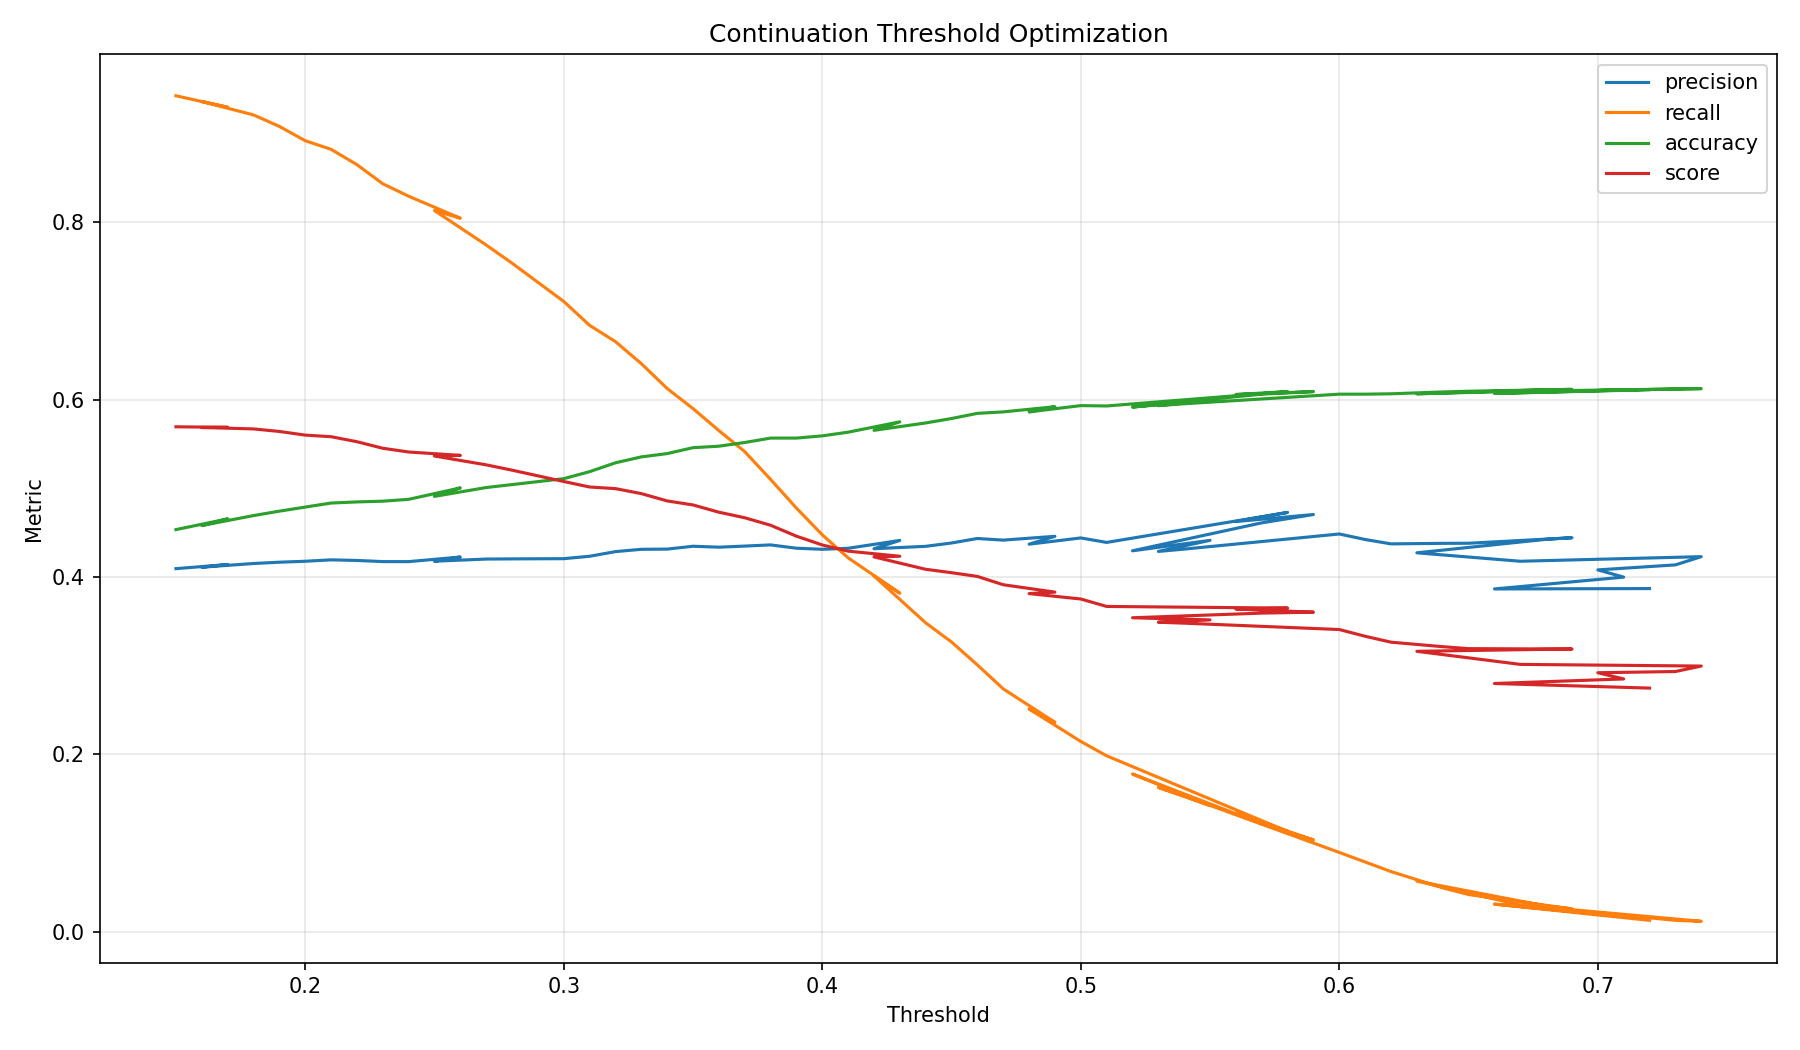 Continuation Threshold Optimization
precision
recall
accuracy
score
Metric
0.8
0.6
0.4
0.2
0.0
0.2
0.3
0.4
0.5
0.6
0.7
Threshold